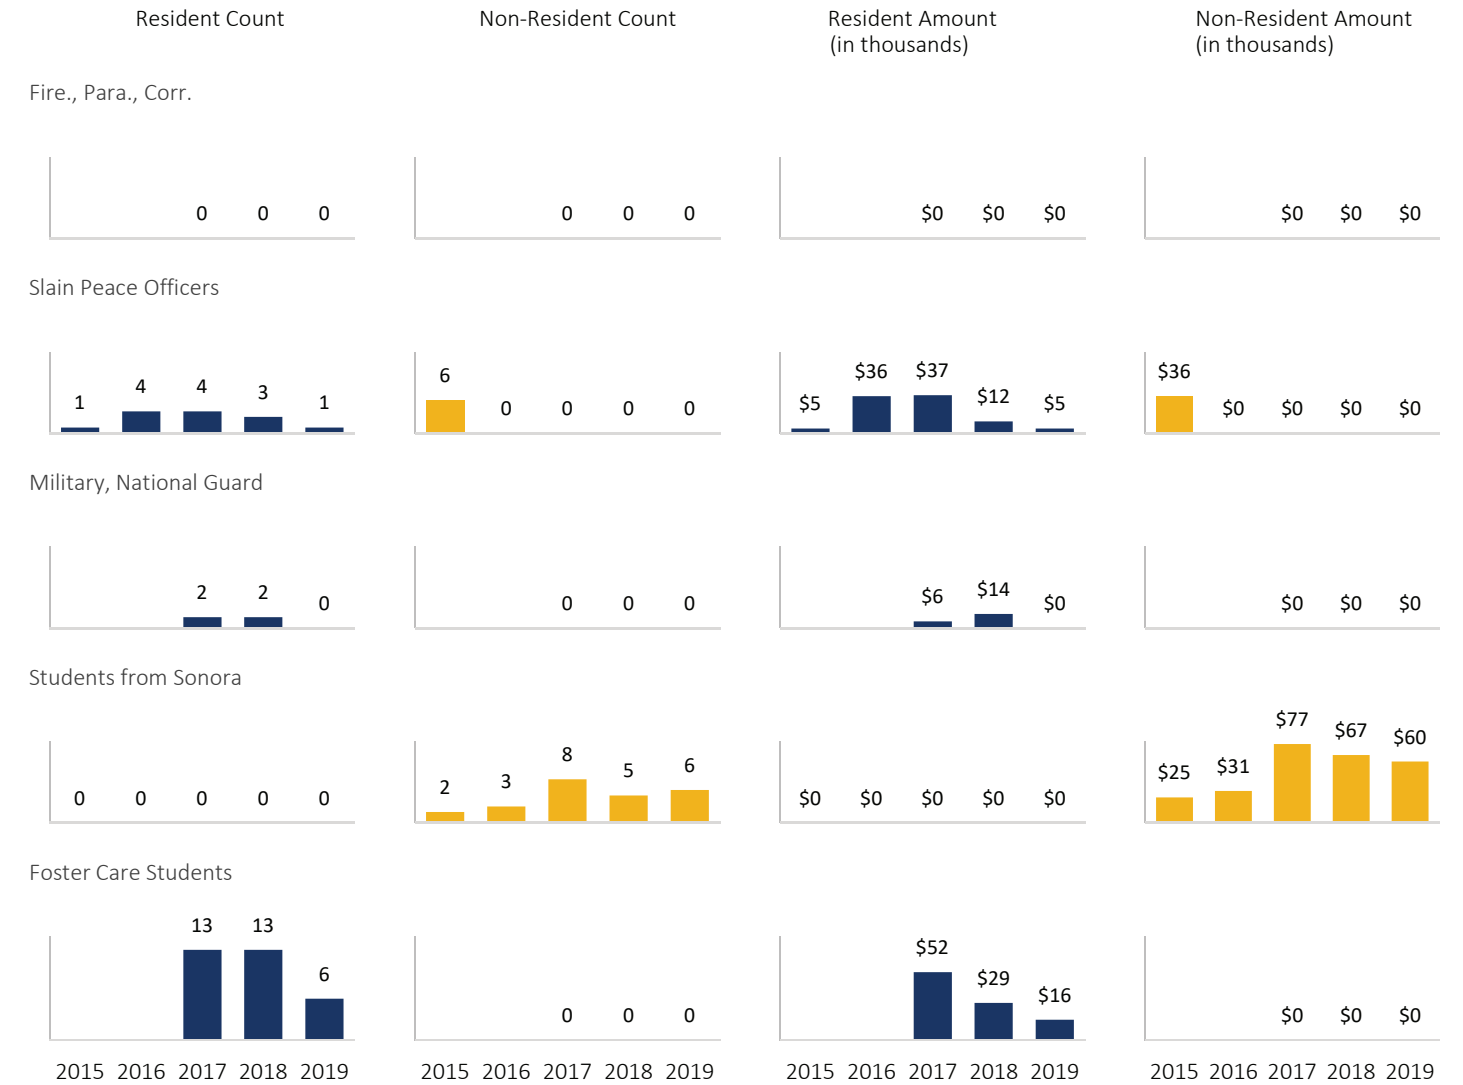 Resident Count Non-Resident Count Resident Amount Non-Resident Amount
(in thousands) (in thousands)
Fire., Para., Corr.
0 0 0 0 0 0 $0 $0 $0 $0 $0 $0
Slain Peace Officers
1 4 4 3 1 6 0 0 0 0 $5 $36 $37 $12 $5 $36 $0 $0 $0 $0
Military, National Guard
2 2 0 0 0 0 $6 $14 $0 $0 $0 $0
Students from Sonora
0 0 0 0 0 2 3 8 5 6 $0 $0 $0 $0 $0 $25 $31 $77 $67 $60
Foster Care Students
13 13 6 0 0 0 $52 $29 $16 $0 $0 $0
2015 2016 2017 2018 2019 2015 2016 2017 2018 2019 2015 2016 2017 2018 2019 2015 2016 2017 2018 2019